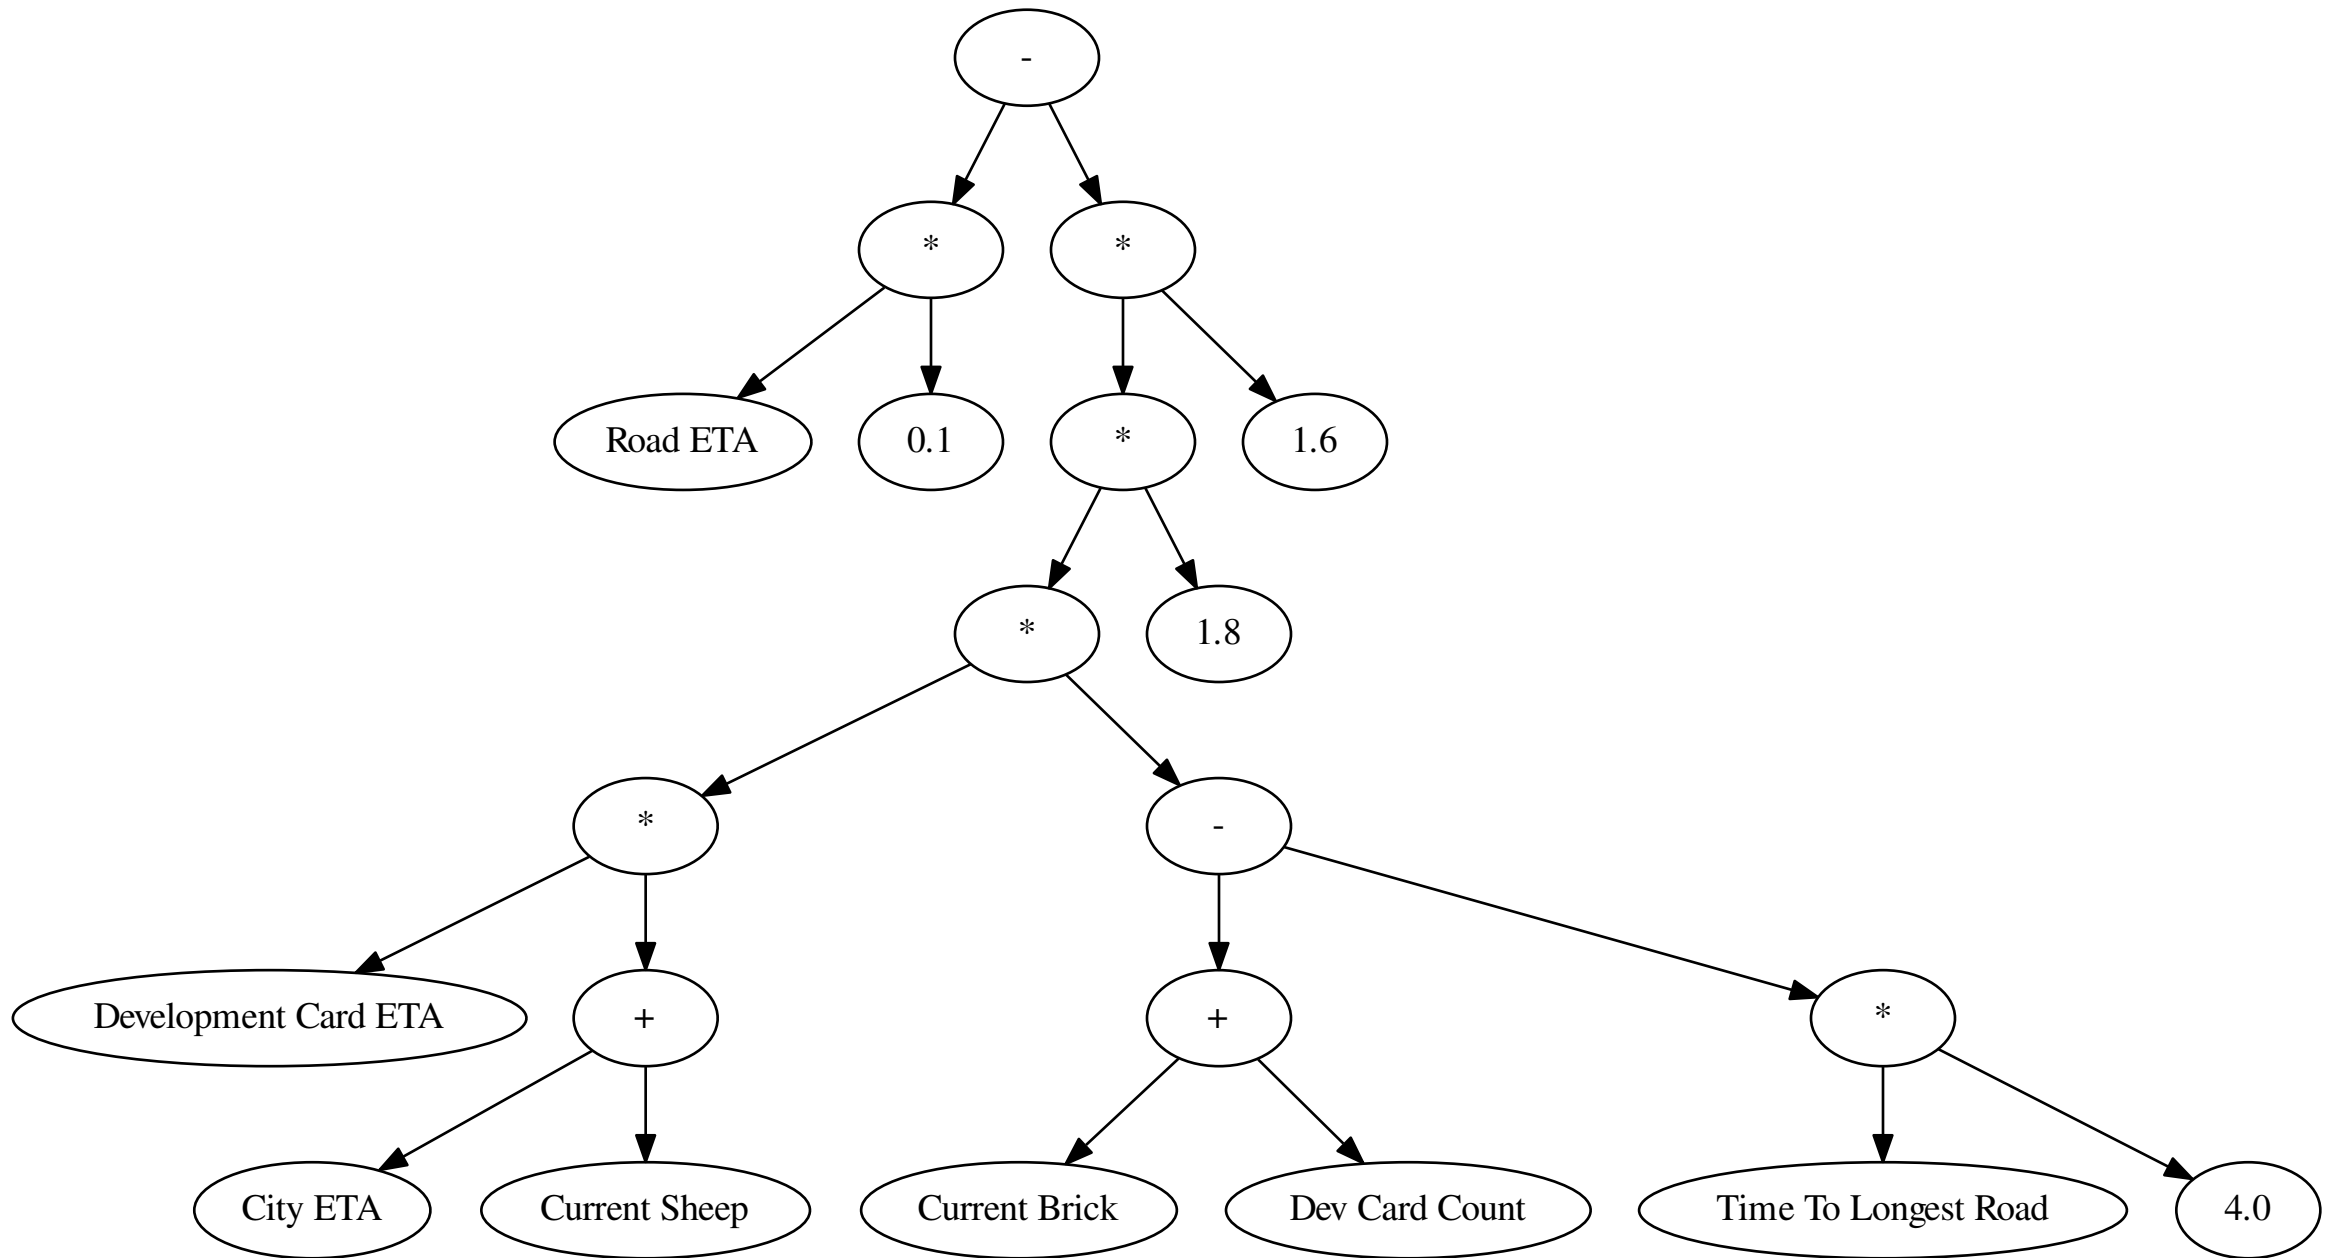 -
*
*
Road ETA
0.1
*
1.6
*
1.8
*
-
Development Card ETA
+
+
*
City ETA
Current Sheep
Current Brick
Dev Card Count
Time To Longest Road
4.0